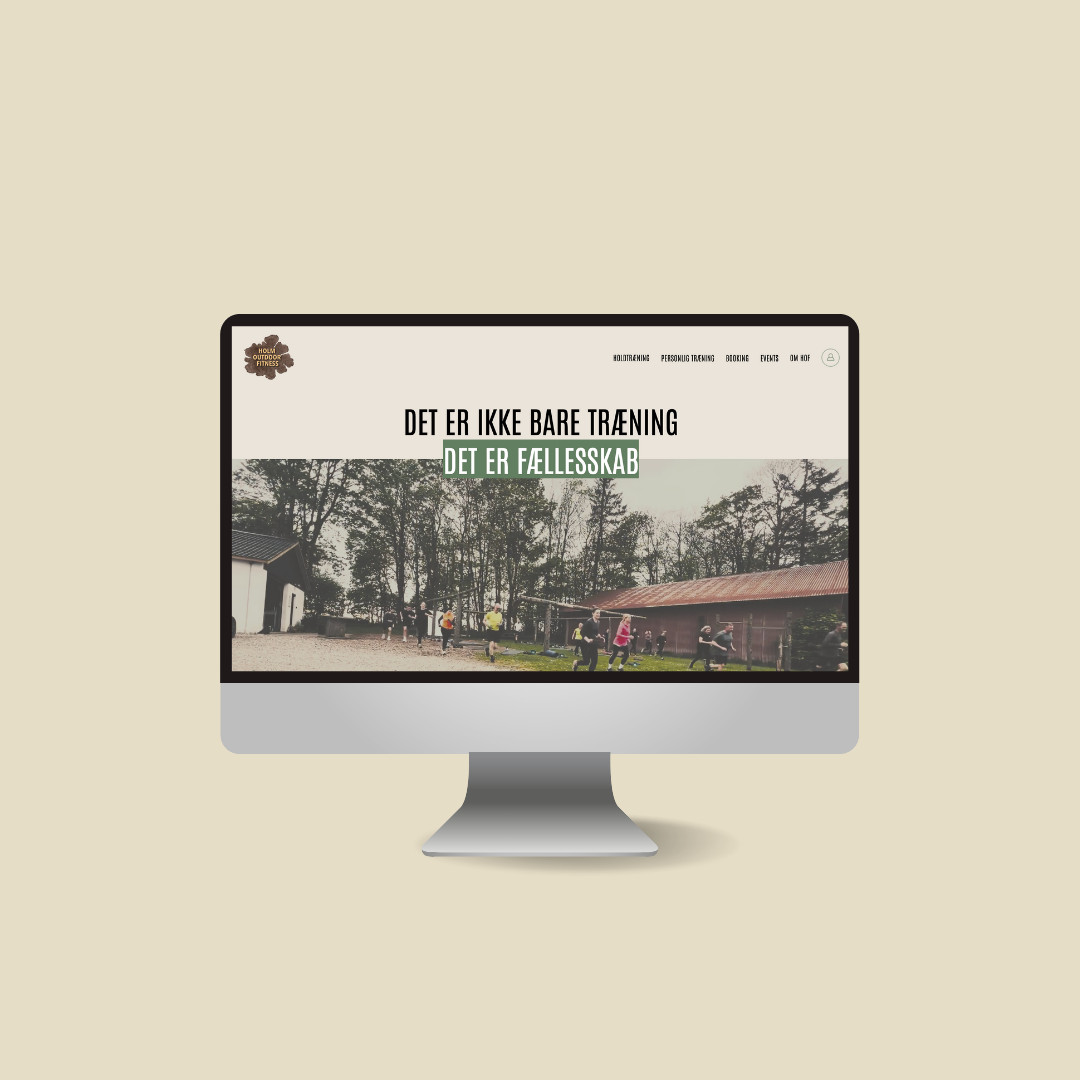 HOLM
OUTDOOR
FITNESS
HOLDTRÆNING PERSONLIG TRÆNING BOOKING EVENTS OM HOF
DET ER IKKE BARE TRÆNING
DET ER FÆLLESSKAB